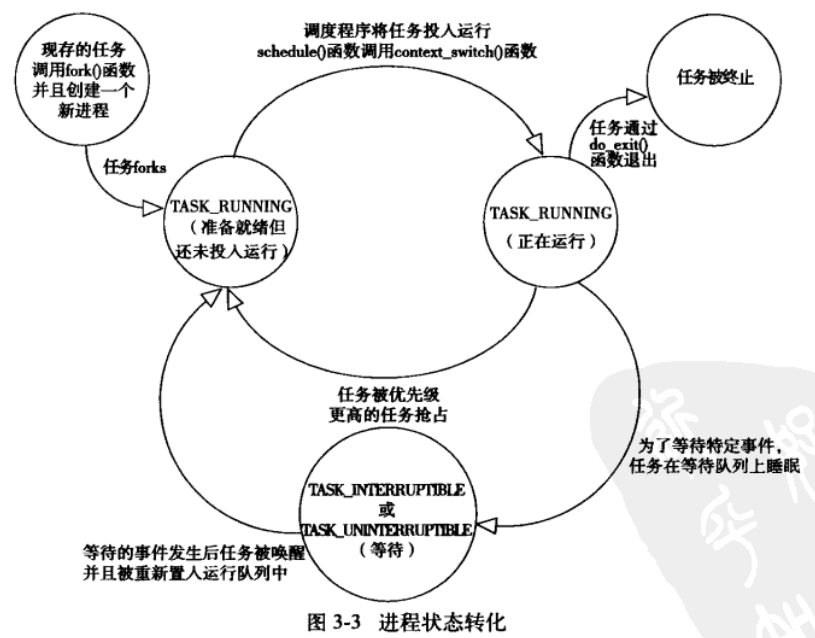 现存的任务
调用fork()函数
并且创建一个
新进程
调度程序将任务投入运行
schedule()函数调用context_switch()函数
任务被终止
任务forks
任务通过
do_exit()
函数退出
TASK_RUNNING
（准备就绪但
还未投入运行）
TASK_RUNNING
（正在运行）
任务被优先级
更高的任务抢占
为了等待特定事件，
任务在等待队列上睡眠
TASK_INTERRUPTIBLE
或
TASK_UNINTERRUPTIBLE
（等待）
等待的事件发生后任务被唤醒
并且被重新置入运行队列中
图 3-3 进程状态转化